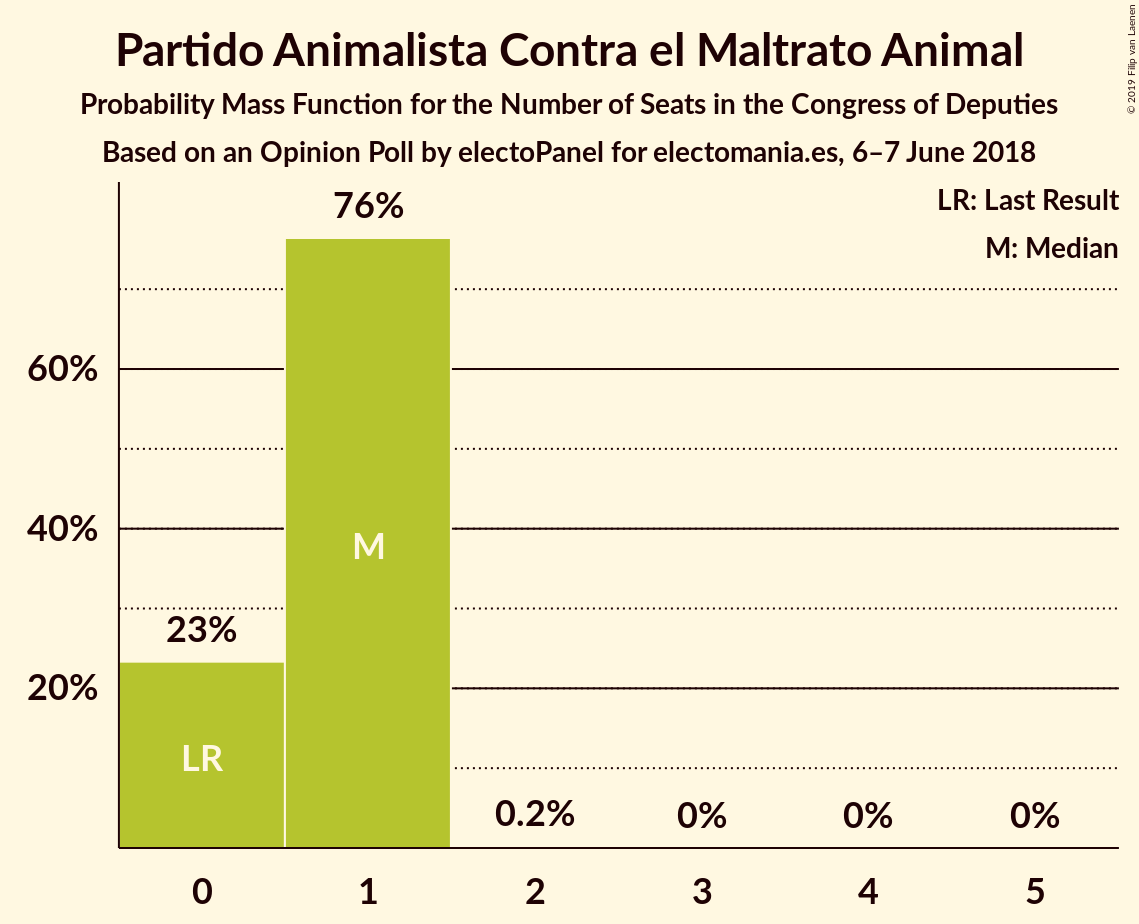 Partido Animalista Contra el Maltrato Animal
Probability Mass Function for the Number of Seats in the Congress of Deputies
Based on an Opinion Poll by electoPanel for electomania.es, 6–7 June 2018
© 2019 Filip van Laenen
LR: Last Result
M: Median
76%
60%
40%
M
23%
20%
LR
0.2%
0%
0%
0%
0
1
2
3
4
5